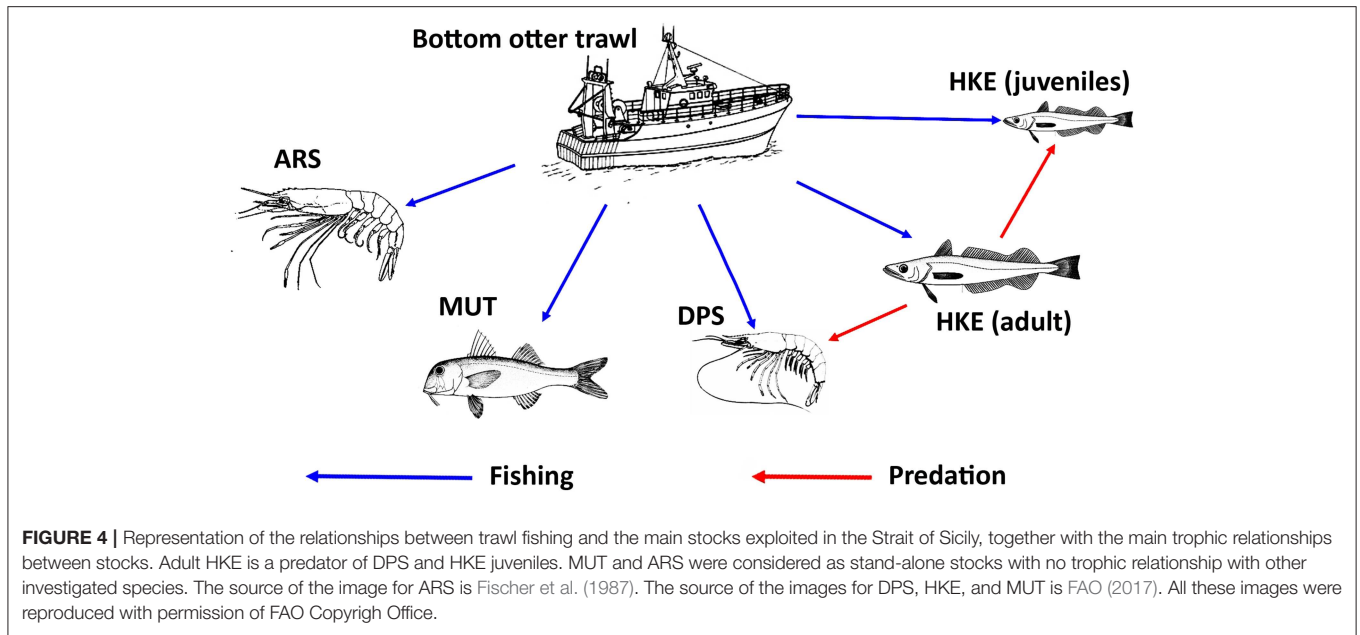 Bottom otter trawl
HKE (juveniles)
ARS
MUT
DPS
HKE (adult)
Fishing
Predation
FIGURE 4 | Representation of the relationships between trawl fishing and the main stocks exploited in the Strait of Sicily, together with the main trophic relationships
between stocks. Adult HKE is a predator of DPS and HKE juveniles. MUT and ARS were considered as stand-alone stocks with no trophic relationship with other
investigated species. The source of the image for ARS is Fischer et al. (1987). The source of the images for DPS, HKE, and MUT is FAO (2017). All these images were
reproduced with permission of FAO Copyrigh Office.